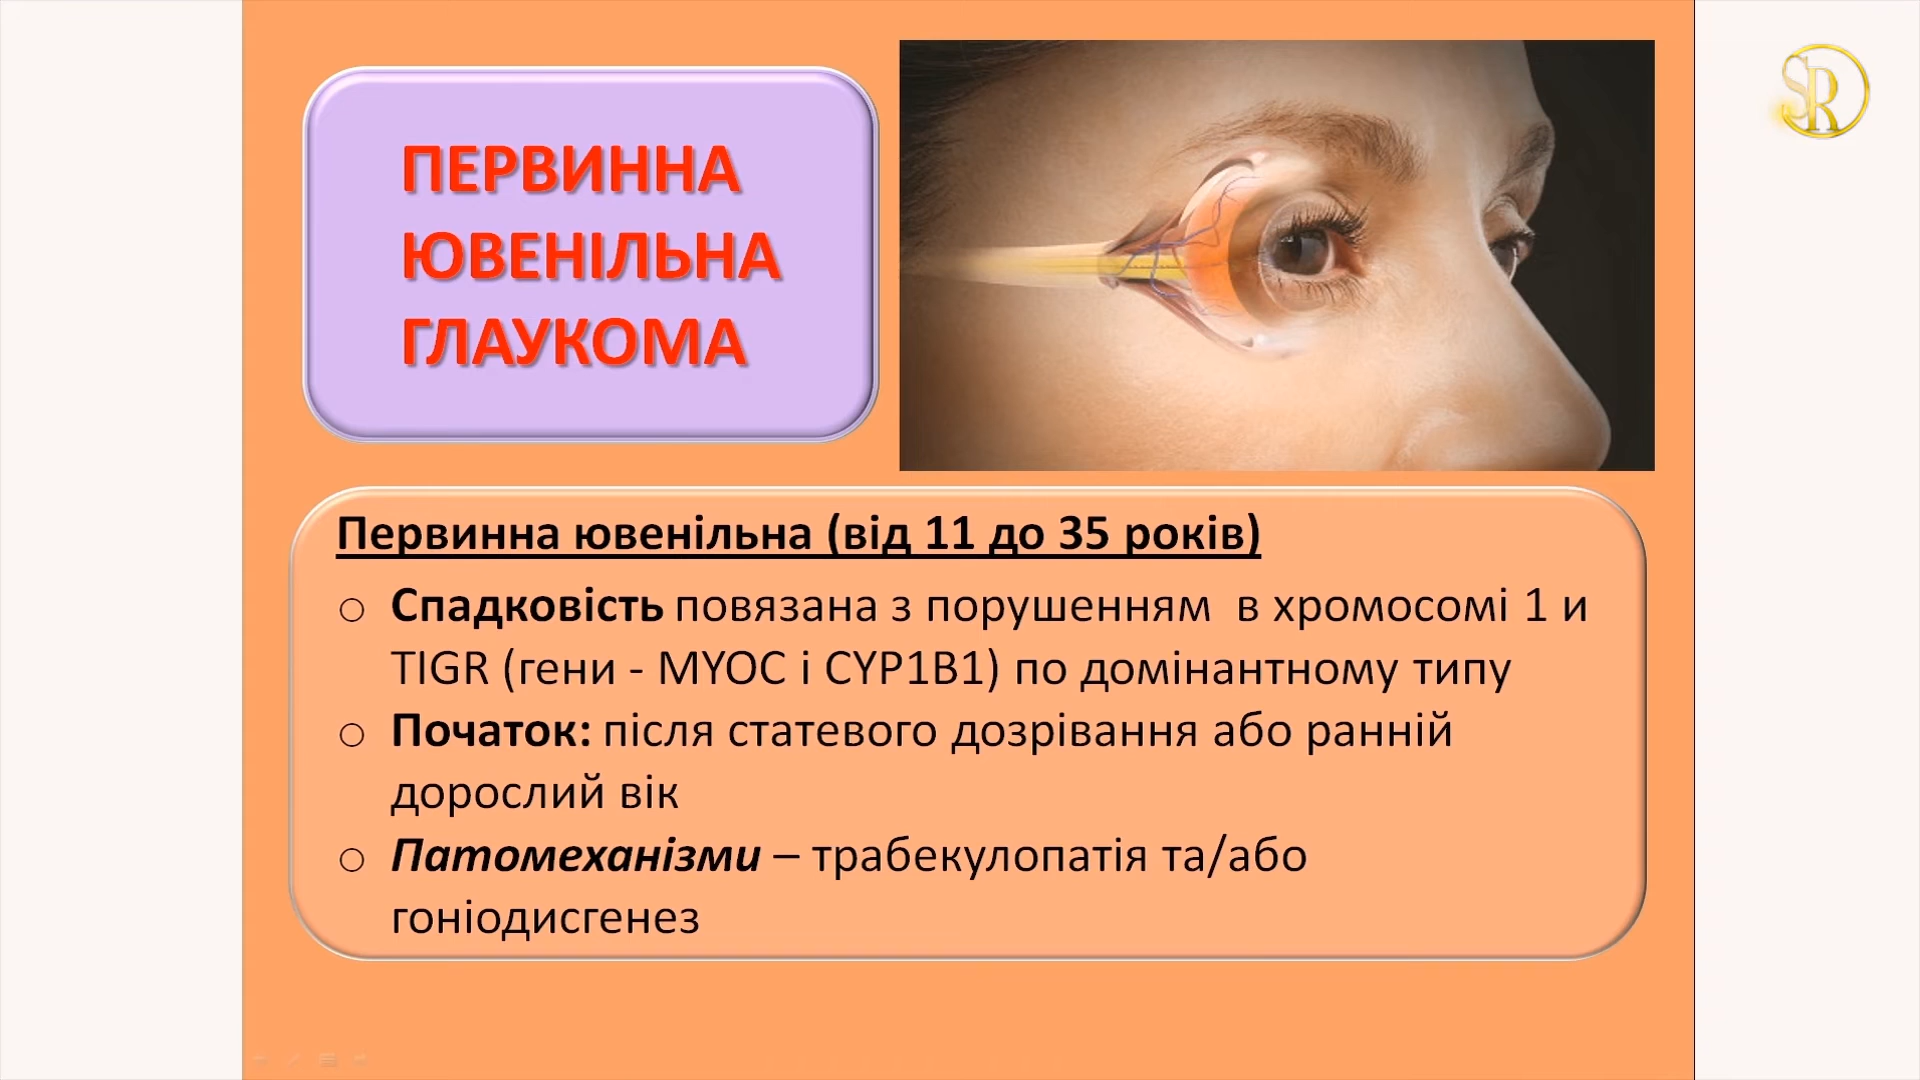 ПЕРВИННА
ЮВЕНІЛЬНА
ГЛАУКОМА
SR
Первинна ювенільна (від 11 до 35 років)
Спадковість повязана з порушенням в хромосомі 1 и
TIGR (гени - MYOC і CYP1B1) по домінантному типу
Початок: після статевого дозрівання або ранній
дорослий вік
Патомеханізми – трабекулопатія та/або
гоніодисгенез